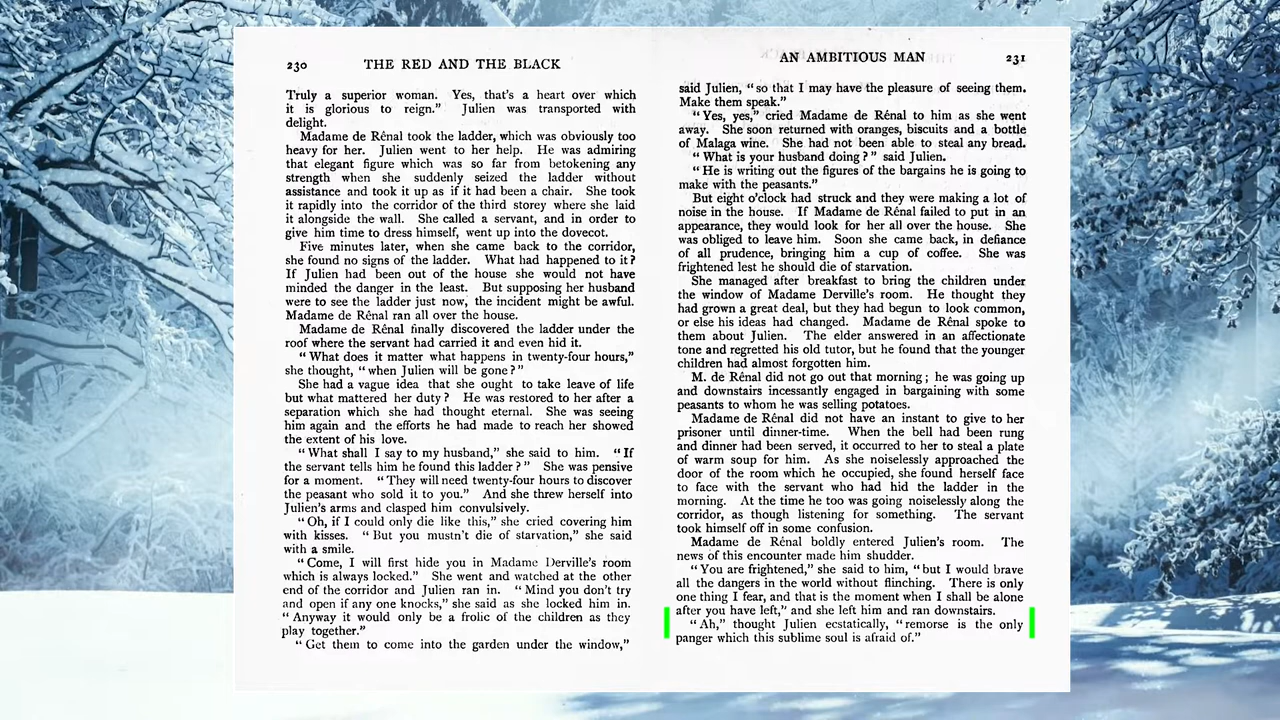 230 THE RED AND THE BLACK
Truly a superior woman. Yes, that's a heart over which
it is glorious to reign." Julien was transported with
delight.
Madame de Rênal took the ladder, which was obviously too
heavy for her. Julien went to her help. He was admiring
that elegant figure which was so far from betokening any
strength when she suddenly seized the ladder without
assistance and took it up as if it had been a chair. She took
it rapidly into the corridor of the third storey where she laid
it alongside the wall. She called a servant, and in order to
give him time to dress himself, went up into the dovecot.
Five minutes later, when she came back to the corridor,
she found no signs of the ladder. What had happened to it?
If Julien had been out of the house she would not have
minded the danger in the least. But supposing her husband
were to see the ladder just now, the incident might be awful.
Madame de Rênal ran all over the house.
Madame de Rênal finally discovered the ladder under the
roof where the servant had carried it and even hid it.
"What does it matter what happens in twenty-four hours,"
she thought, "when Julien will be gone?"
She had a vague idea that she ought to take leave of life
but what mattered her duty? He was restored to her after a
separation which she had thought eternal. She was seeing
him again and the efforts he had made to reach her showed
the extent of his love.
"What shall I say to my husband," she said to him. "If
the servant tells him he found this ladder?" She was pensive
for a moment. "They will need twenty-four hours to discover
the peasant who sold it to you." And she threw herself into
Julien's arms and clasped him convulsively.
"Oh, if I could only die like this," she cried covering him
with kisses. "But you mustn't die of starvation," she said
with a smile.
"Come, I will first hide you in Madame Derville's room
which is always locked." She went and watched at the other
end of the corridor and Julien ran in. "Mind you don't try
and open if any one knocks," she said as she locked him in.
"Anyway it would only be a frolic of the children as they
play together."
"Get them to come into the garden under the window,"
AN AMBITIOUS MAN 231
said Julien, "so that I may have the pleasure of seeing them.
Make them speak."
"Yes, yes," cried Madame de Rênal to him as she went
away. She soon returned with oranges, biscuits and a bottle
of Malaga wine. She had not been able to steal any bread.
"What is your husband doing?" said Julien.
"He is writing out the figures of the bargains he is going to
make with the peasants."
But eight o'clock had struck and they were making a lot of
noise in the house. If Madame de Rênal failed to put in an
appearance, they would look for her all over the house. She
was obliged to leave him. Soon she came back, in defiance
of all prudence, bringing him a cup of coffee. She was
frightened lest he should die of starvation.
She managed after breakfast to bring the children under
the window of Madame Derville's room. He thought they
had grown a great deal, but they had begun to look common,
or else his ideas had changed. Madame de Rênal spoke to
them about Julien. The elder answered in an affectionate
tone and regretted his old tutor, but he found that the younger
children had almost forgotten him.
M. de Rênal did not go out that morning; he was going up
and downstairs incessantly engaged in bargaining with some
peasants to whom he was selling potatoes.
Madame de Rênal did not have an instant to give to her
prisoner until dinner-time. When the bell had been rung
and dinner had been served, it occurred to her to steal a plate
of warm soup for him. As she noiselessly approached the
door of the room which he occupied, she found herself face
to face with the servant who had hid the ladder in the
morning. At the time he too was going noiselessly along the
corridor, as though listening for something. The servant
took himself off in some confusion.
Madame de Rênal boldly entered Julien's room. The
news of this encounter made him shudder.
"You are frightened," she said to him, "but I would brave
all the dangers in the world without flinching. There is only
one thing I fear, and that is the moment when I shall be alone
after you have left," and she left him and ran downstairs.
"Ah," thought Julien ecstatically, "remorse is the only
panger which this sublime soul is afraid of."